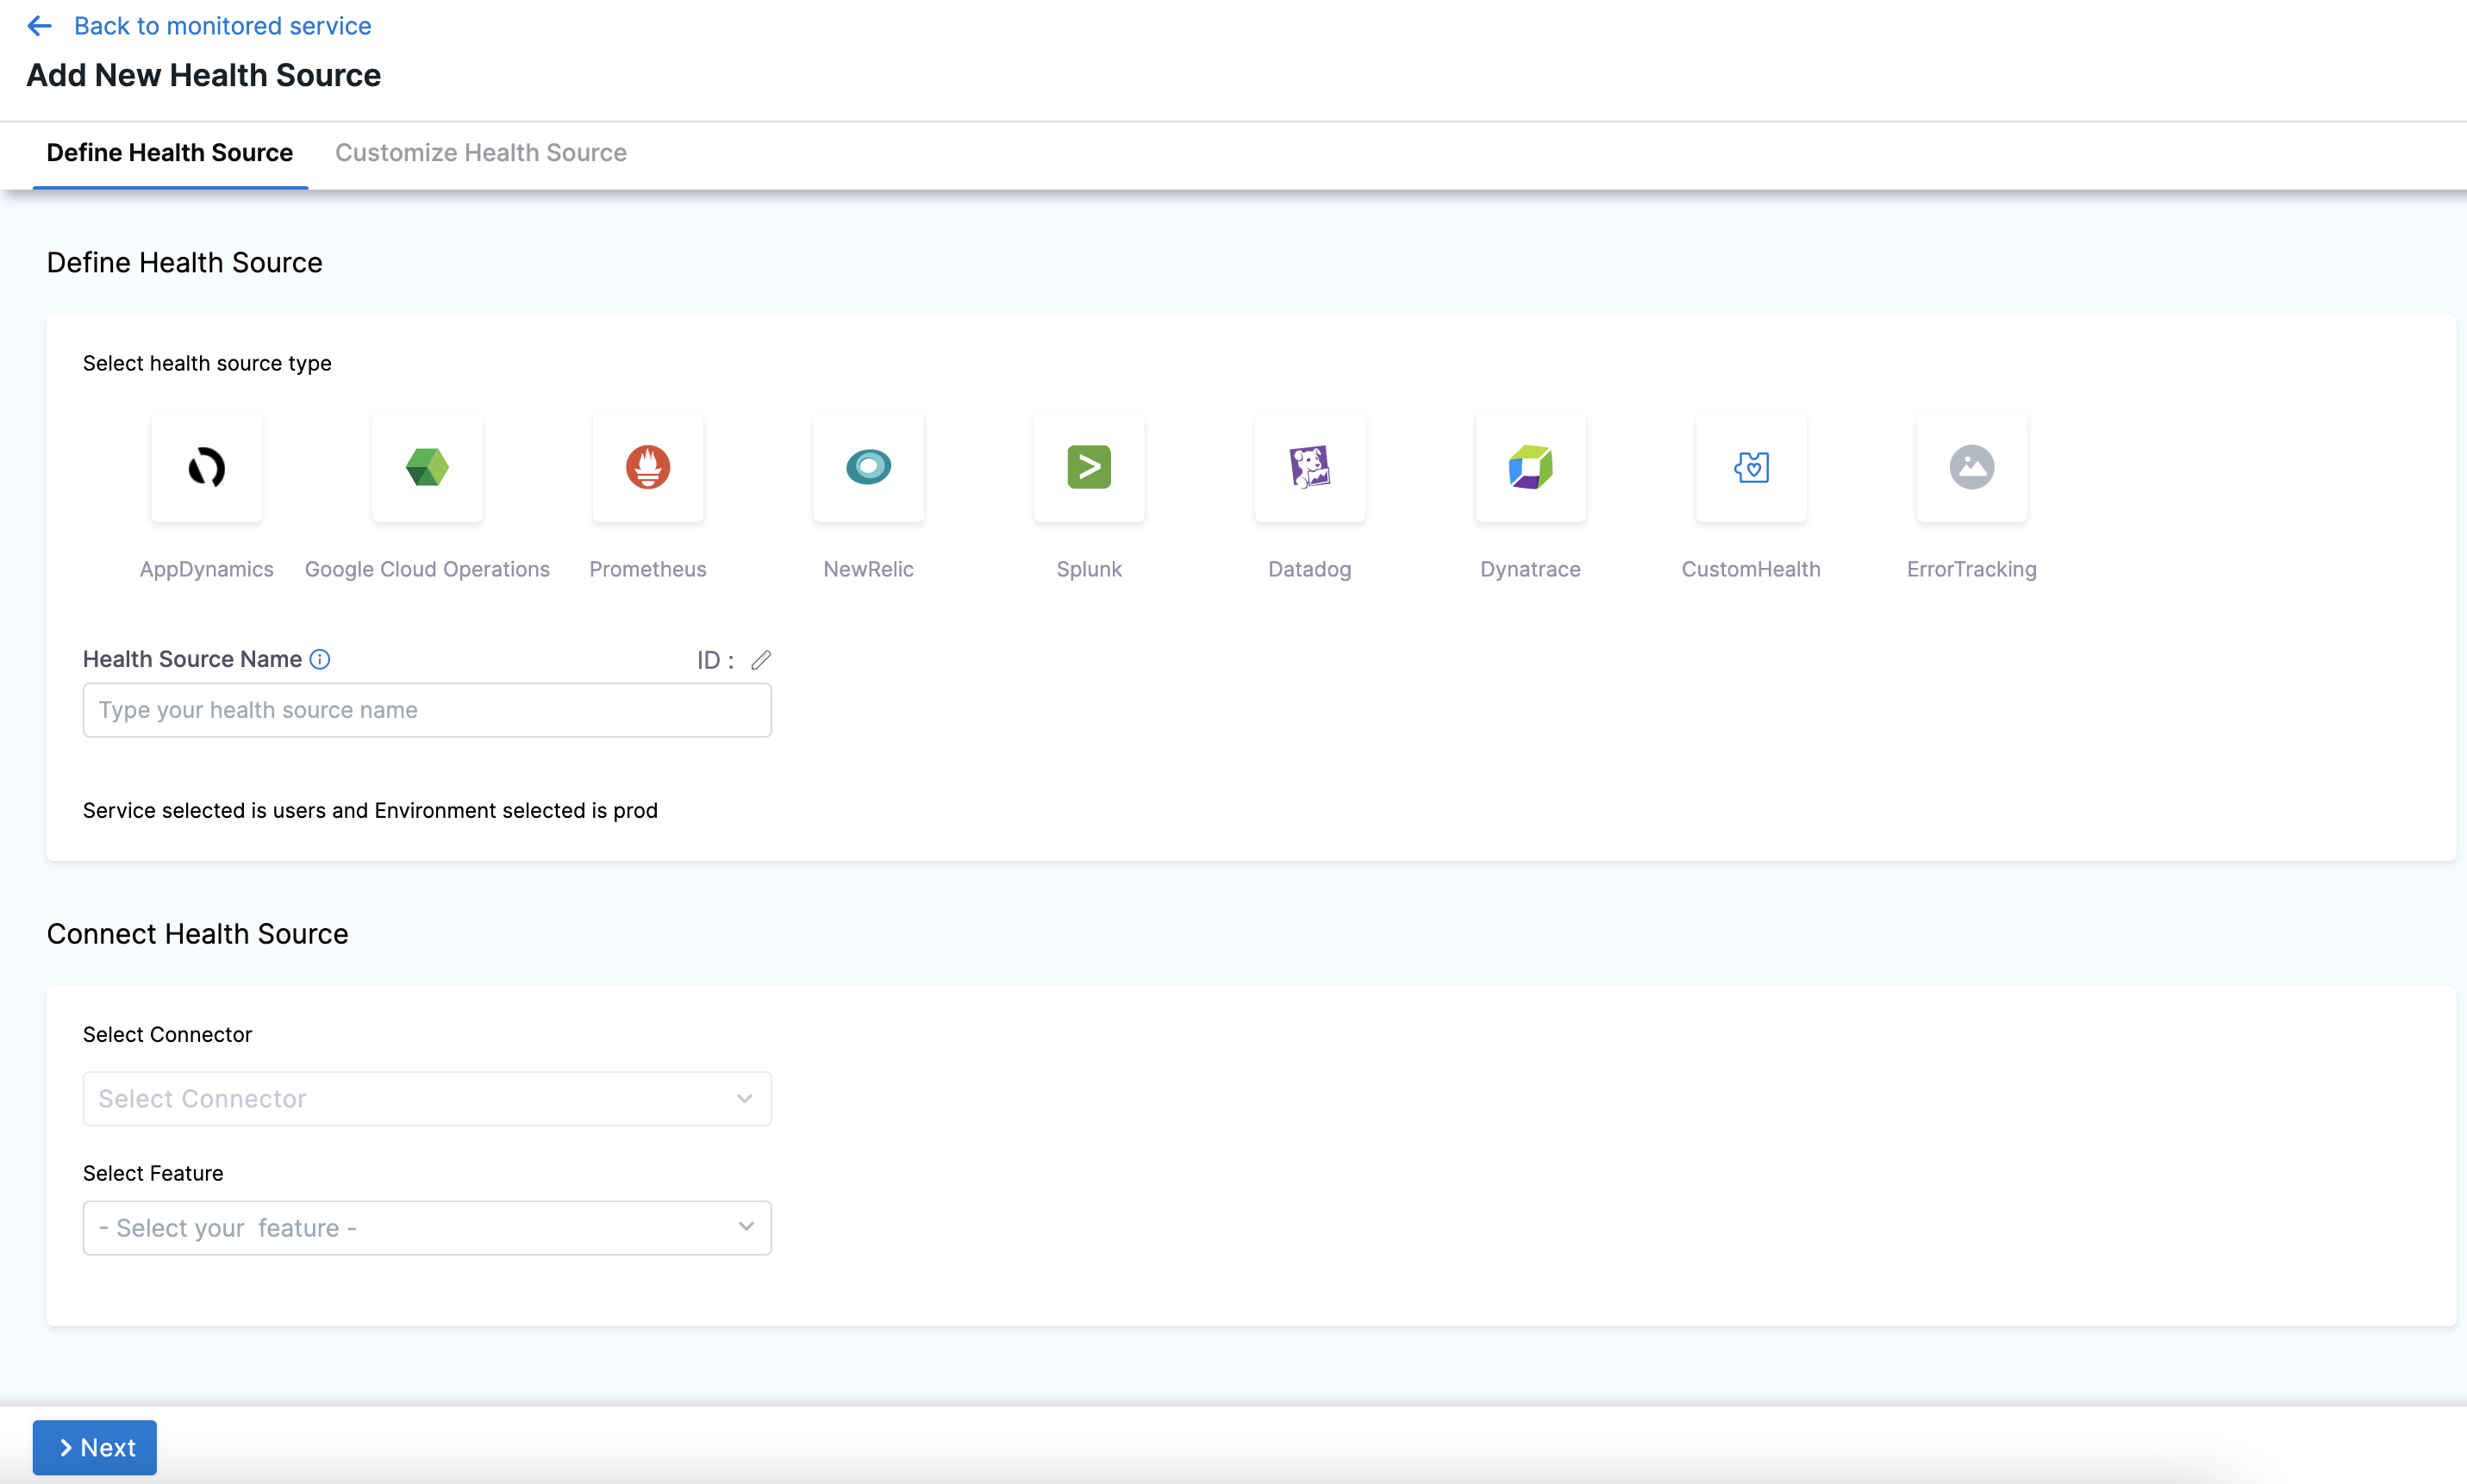 Back to monitored service
Add New Health Source
Define Health Source
Customize Health Source
Define Health Source
Select health source type
AppDynamics
Google Cloud Operations
Prometheus
NewRelic
Splunk
Datadog
Dynatrace
CustomHealth
ErrorTracking
Health Source Name
ID :
Type your health source name
Service selected is users and Environment selected is prod
Connect Health Source
Select Connector
Select Connector
Select Feature
- Select your  feature -
Next